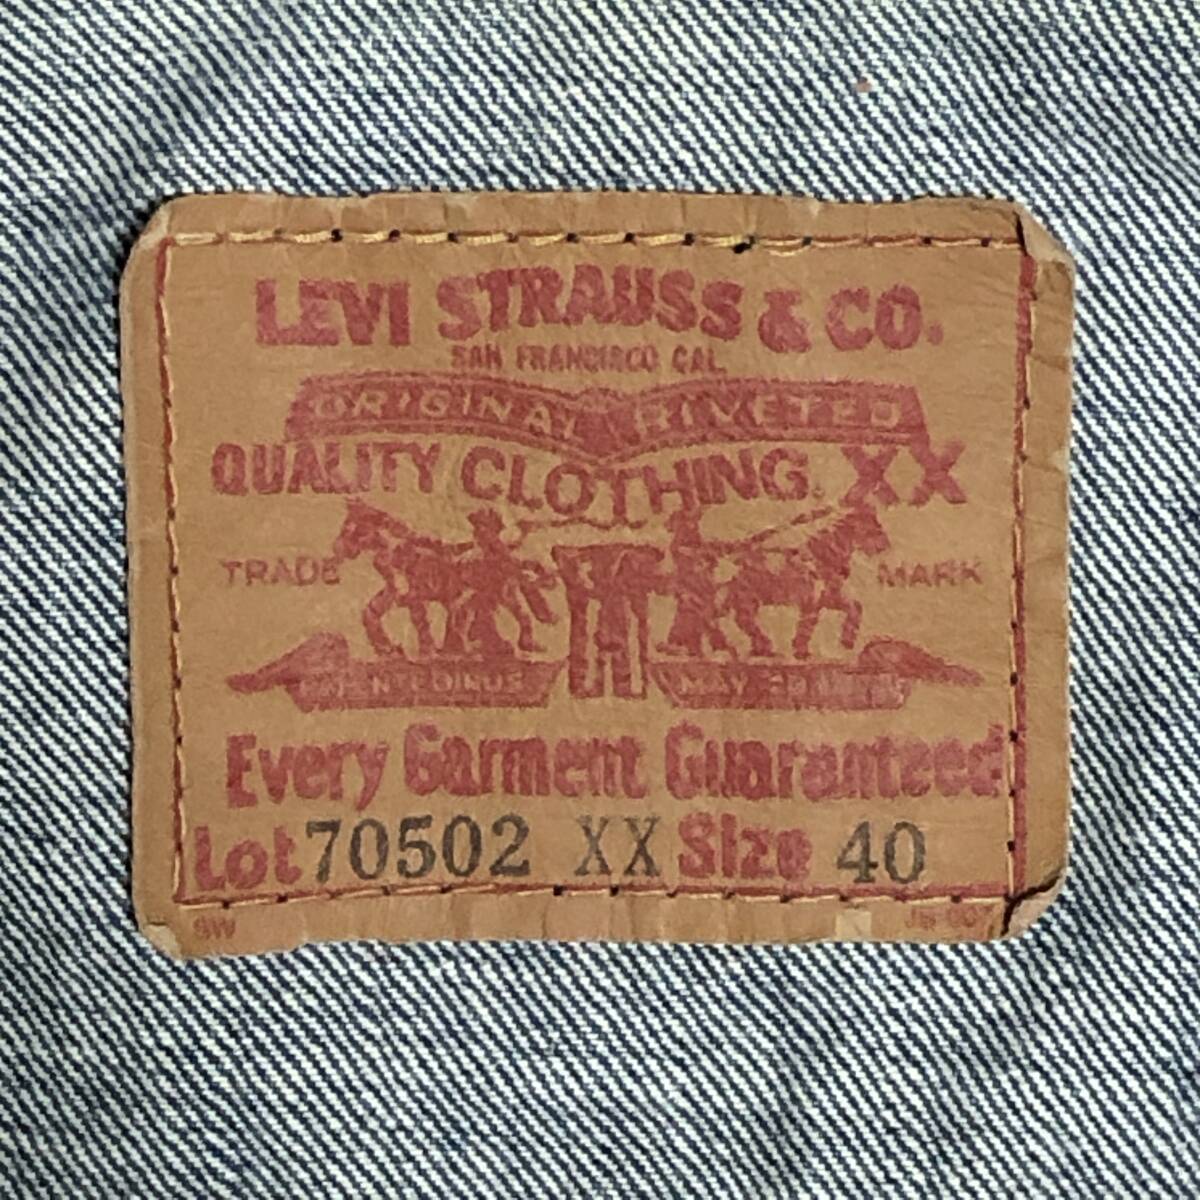 LEVI STRAUSS & CO.
SAN FRANCISCO CAL.
ORIGINAL RIVETED
QUALITY CLOTHING. XX
TRADE MARK
MAY
Every Garment Guaranteed
Lot 70502 XX Size 40